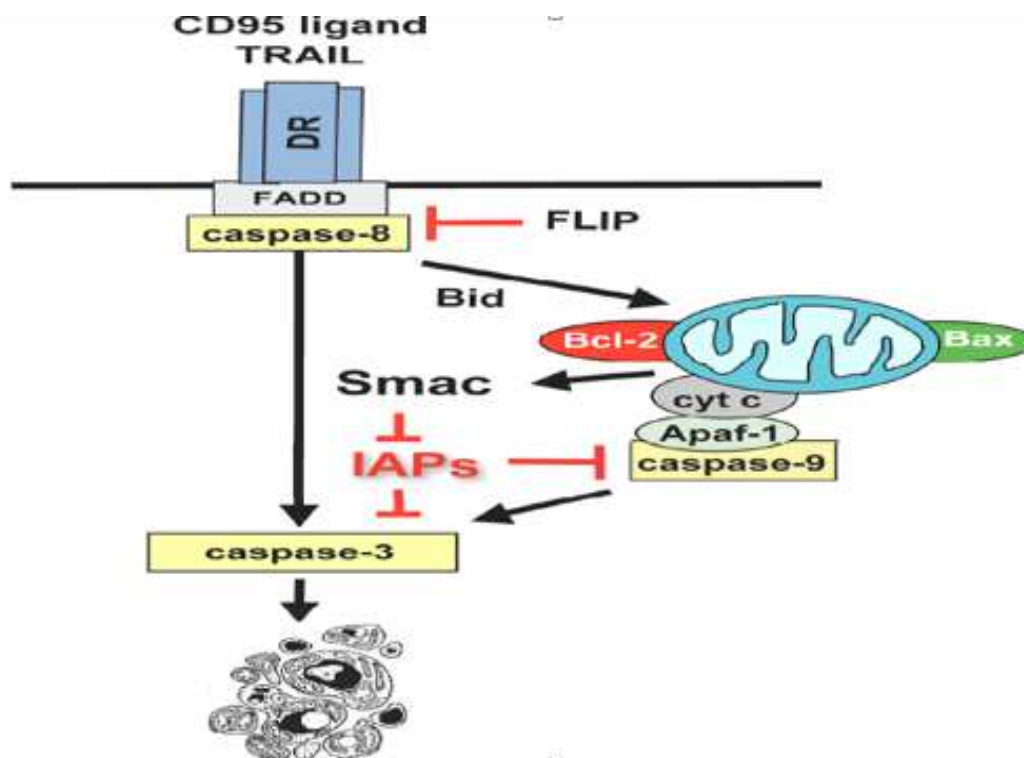 CD95 ligand
TRAIL
DR
FADD
caspase-8
FLIP
Bid
Bcl-2
Bax
Smac
cyt c
Apaf-1
IAPs
caspase-9
caspase-3